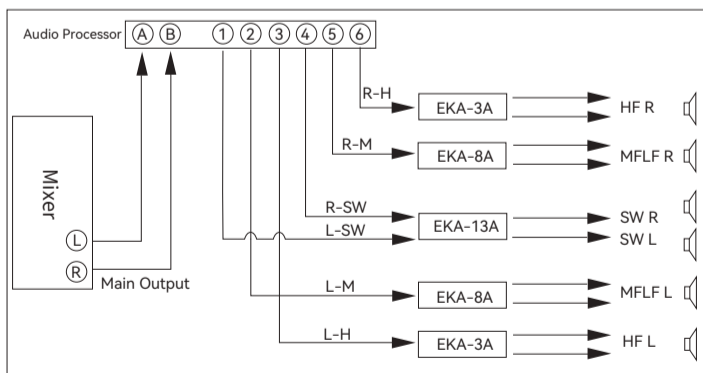 Audio Processor A B 1 2 3 4 5 6
R-H EKA-3A HF R
R-M EKA-8A MFLF R
Mixer
R-SW EKA-13A SW R
L-SW SW L
L
R Main Output
L-M EKA-8A MFLF L
L-H EKA-3A HF L